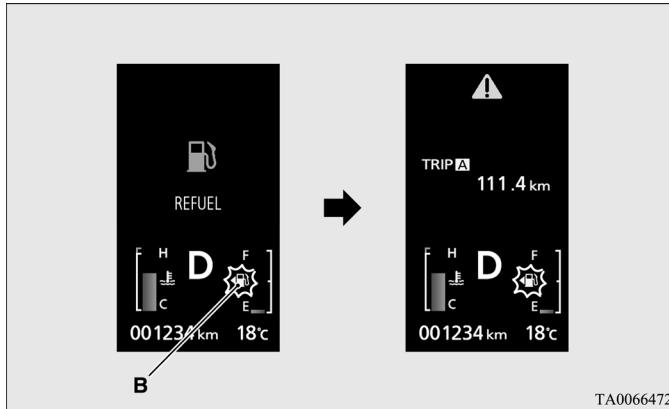 REFUEL
F
H
D
F
C
E
001234 km 18℃
B
TRIP A
111.4 km
F
H
D
F
C
E
001234 km 18℃
TA0066472